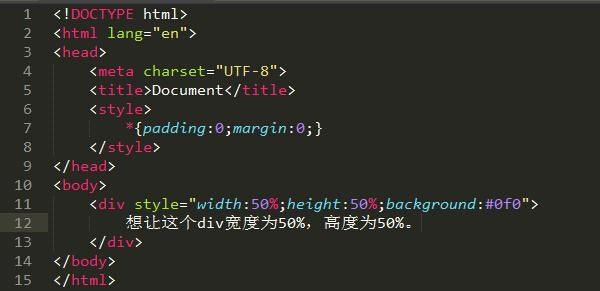 1 <!DOCTYPE html>
2 <html lang="en">
3 <head>
4     <meta charset="UTF-8">
5     <title>Document</title>
6     <style>
7         *{padding:0;margin:0;}
8     </style>
9 </head>
10 <body>
11     <div style="width:50%;height:50%;background:#0f0">
12         想让这个div宽度为50%，高度为50%。
13     </div>
14 </body>
15 </html>